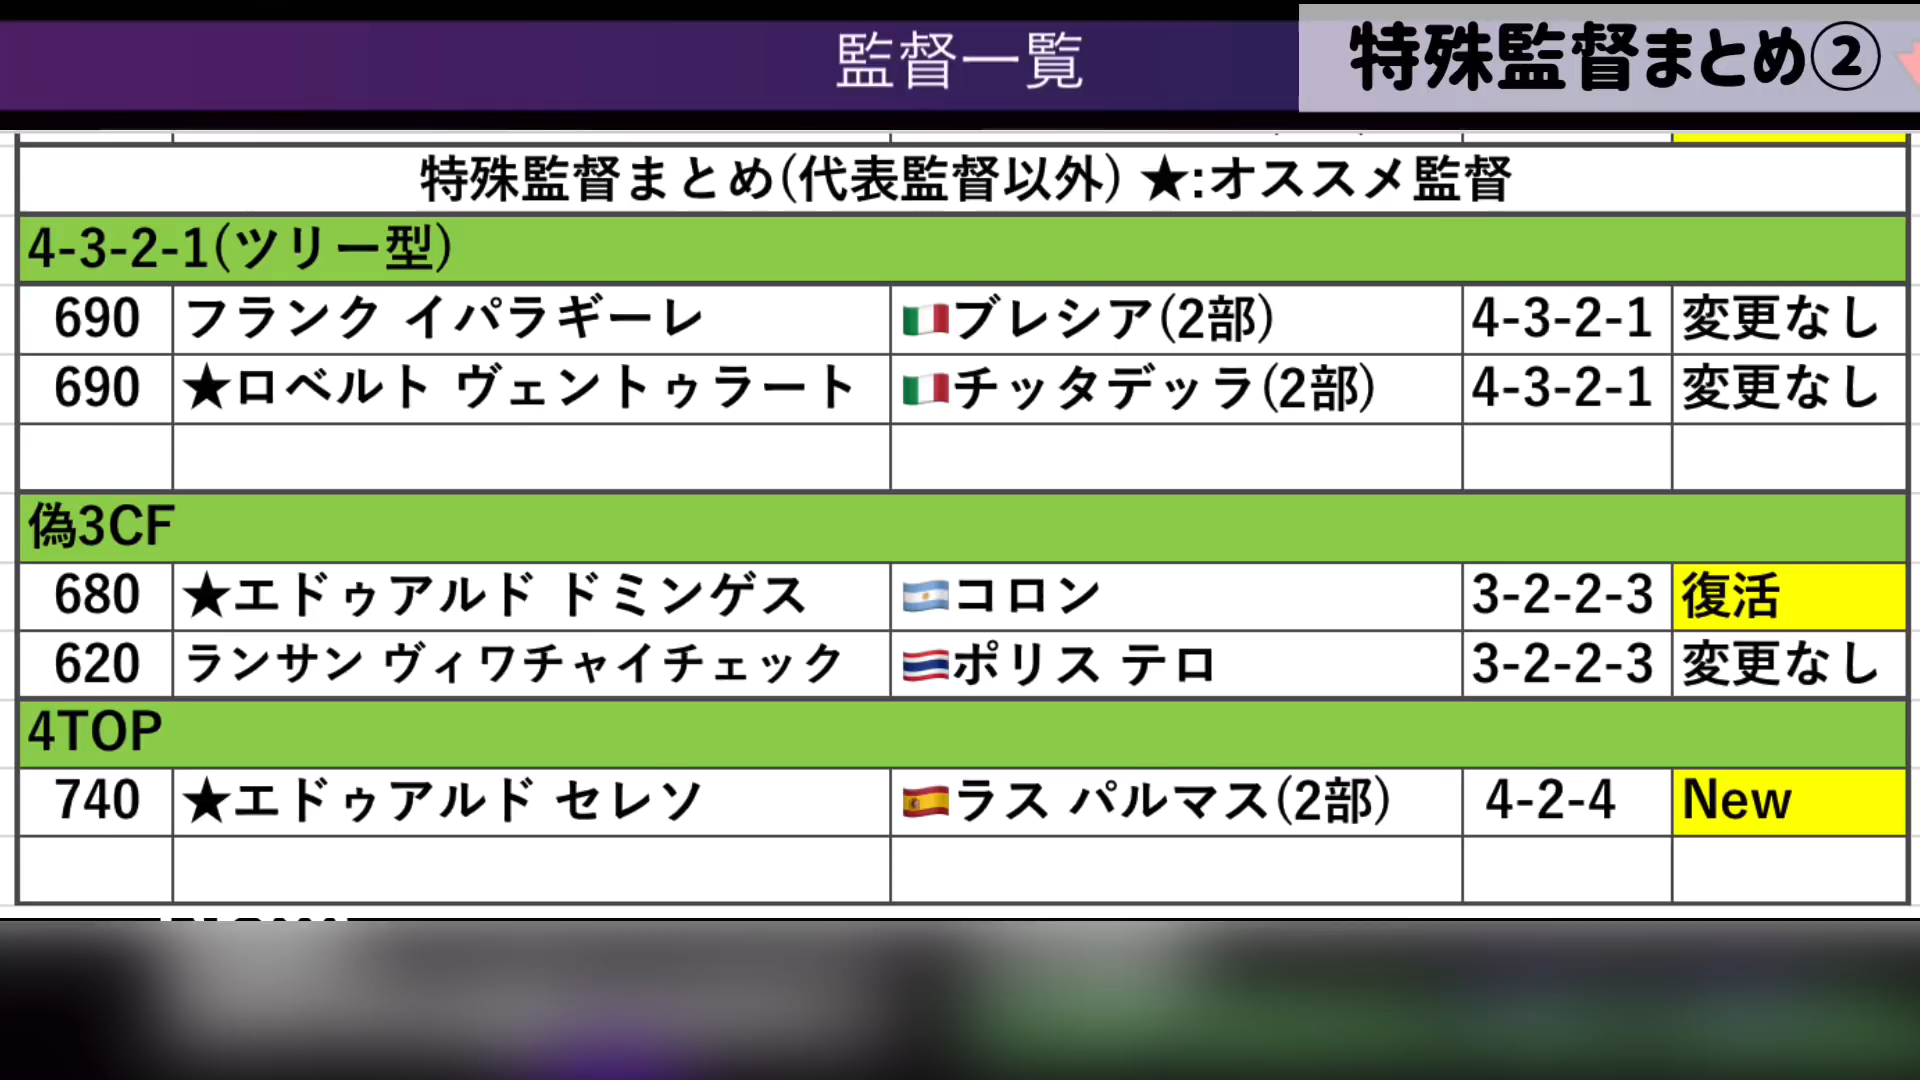 監督一覧
特殊監督まとめ②
特殊監督まとめ(代表監督以外) ★:オススメ監督
4-3-2-1(ツリー型)
690 フランク イパラギーレ 🇮🇹ブレシア(2部) 4-3-2-1 変更なし
690 ★ロベルト ヴェントゥラート 🇮🇹チッタデッラ(2部) 4-3-2-1 変更なし
偽3CF
680 ★エドゥアルド ドミンゲス 🇦🇷コロン 3-2-2-3 復活
620 ランサン ヴィワチャイチェック 🇹🇭ポリス テロ 3-2-2-3 変更なし
4TOP
740 ★エドゥアルド セレソ 🇪🇸ラス パルマス(2部) 4-2-4 New